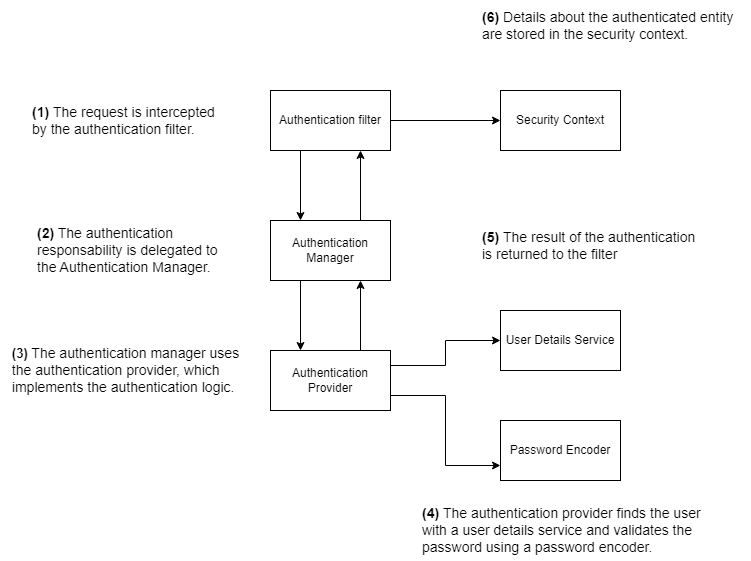 (6) Details about the authenticated entity
are stored in the security context.
(1) The request is intercepted
by the authentication filter.
Authentication filter
Security Context
(2) The authentication
responsability is delegated to
the Authentication Manager.
Authentication
Manager
(5) The result of the authentication
is returned to the filter
(3) The authentication manager uses
the authentication provider, which
implements the authentication logic.
Authentication
Provider
User Details Service
Password Encoder
(4) The authentication provider finds the user
with a user details service and validates the
password using a password encoder.